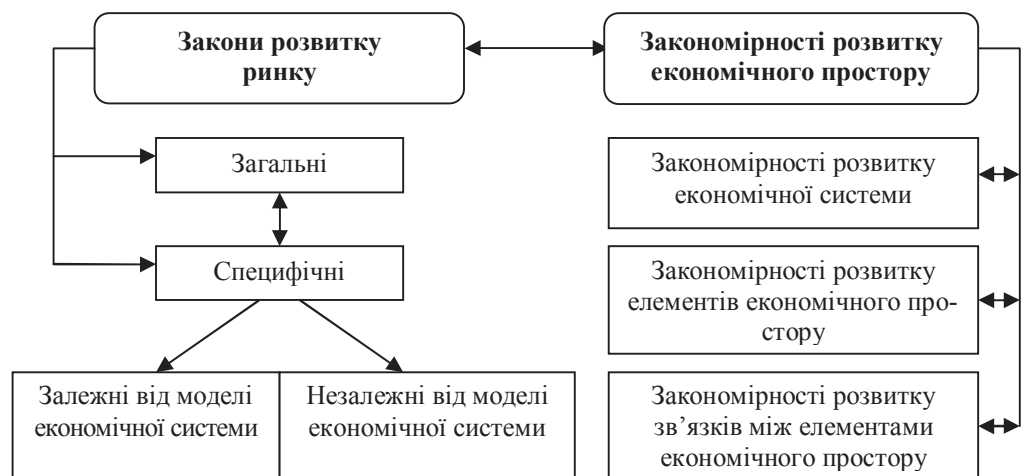 Закони розвитку
ринку
Закономірності розвитку
економічного простору
Загальні
Специфічні
Залежні від моделі
економічної системи
Незалежні від моделі
економічної системи
Закономірності розвитку
економічної системи
Закономірності розвитку
елементів економічного про-
стору
Закономірності розвитку
зв’язків між елементами
економічного простору